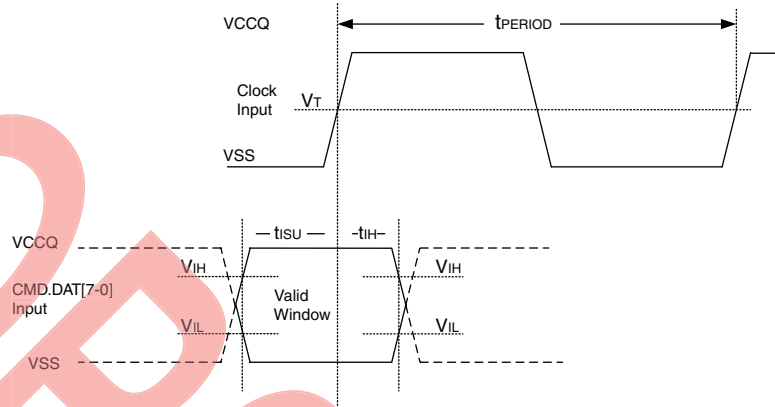 VCCQ
tPERIOD
Clock
Input
VT
VSS
tISU
tIH
VCCQ
VIH
VIH
CMD.DAT[7-0]
Input
Valid
Window
VIL
VIL
VSS